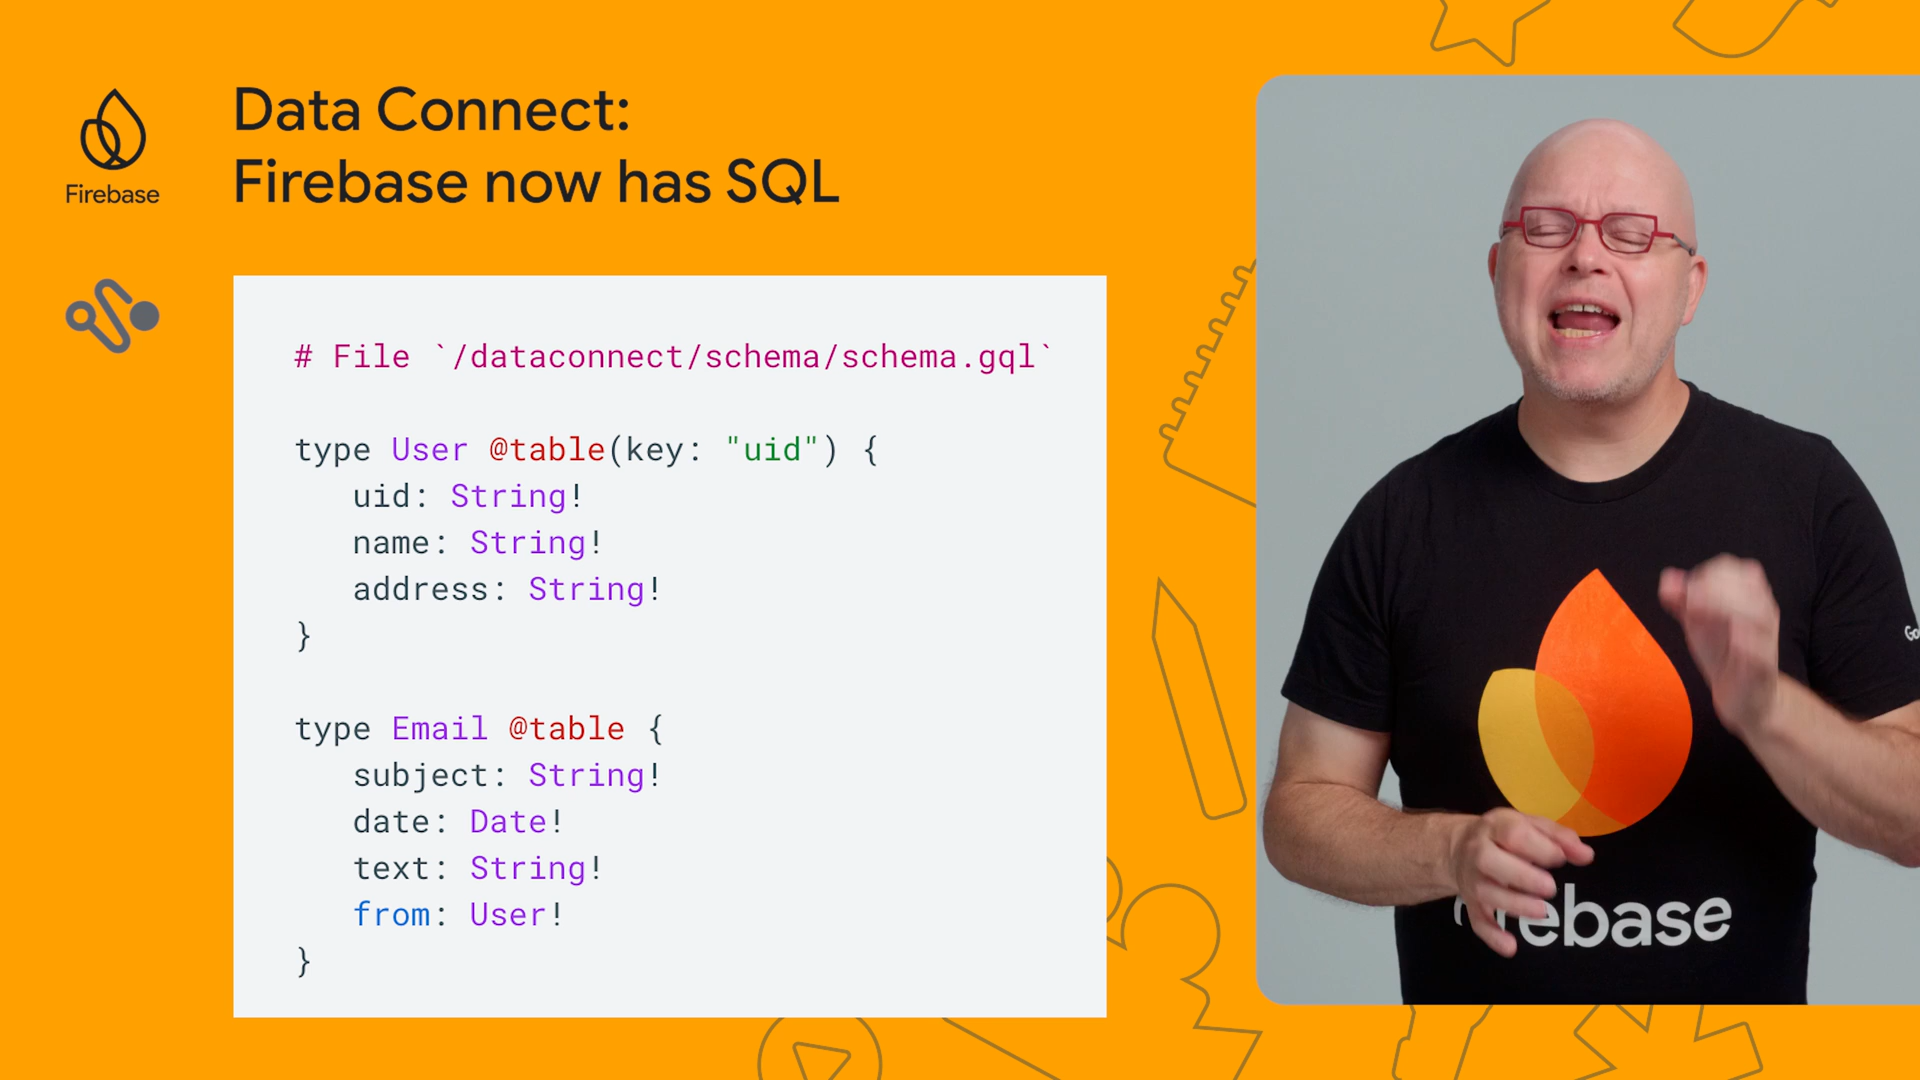 Data Connect:
Firebase now has SQL
Firebase
# File `/dataconnect/schema/schema.gql`
type User @table(key: "uid") {
uid: String!
name: String!
address: String!
}
type Email @table {
subject: String!
date: Date!
text: String!
from: User!
}
Go
ebase